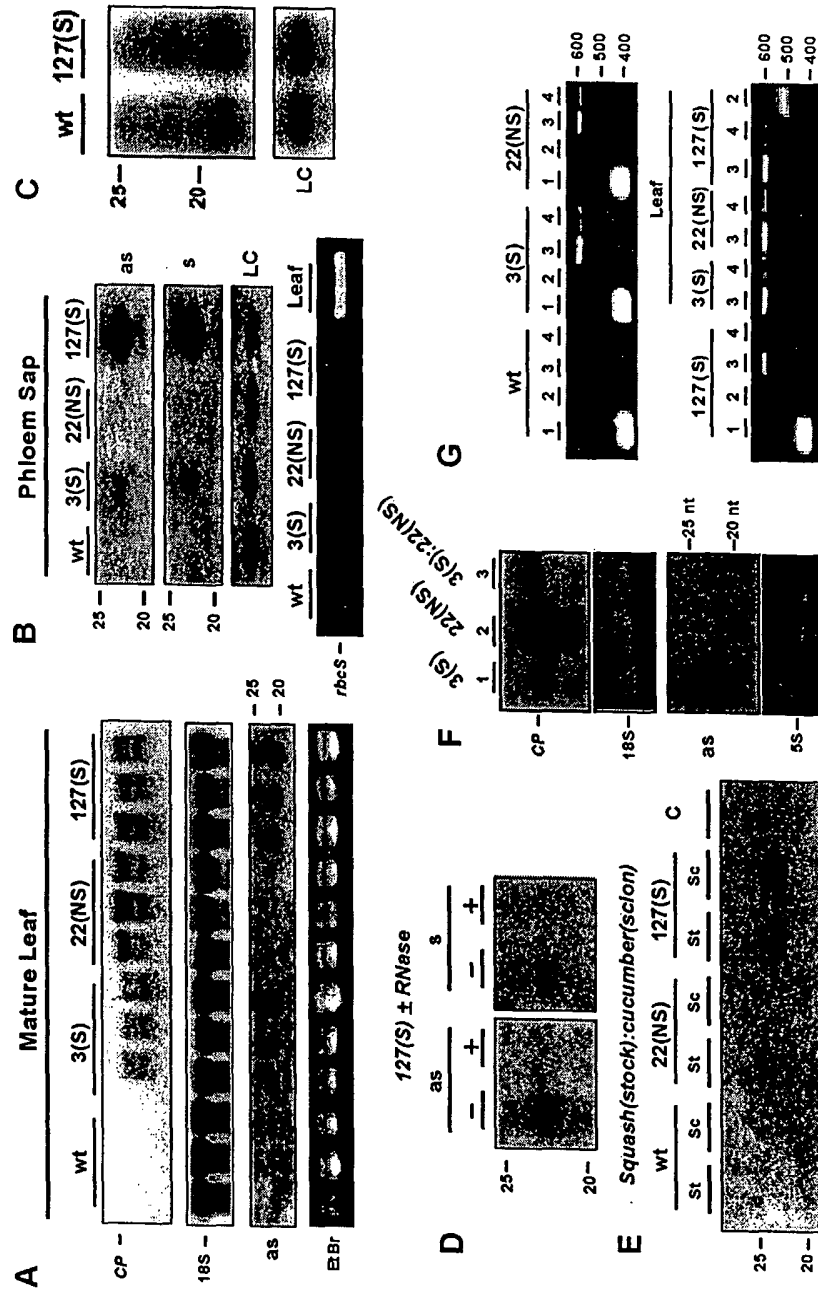 A
Mature Leaf
wt 3(S) 22(NS) 127(S)
CP –
18S –
as
– 25
– 20
EtBr
B
Phloem Sap
wt 3(S) 22(NS) 127(S)
25 –
20 –
as
25 –
20 –
s
LC
wt 3(S) 22(NS) 127(S) Leaf
rbcS –
C
wt 127(S)
25 –
20 –
LC
D
127(S) ± RNase
as s
– + – +
25 –
20 –
E
Squash(stock):cucumber(scion)
wt 22(NS) 127(S) C
St Sc St Sc St Sc
25 –
20 –
F
3(S) 22(NS) 3(S):22(NS)
1 2 3
CP –
18S –
as
–25 nt
–20 nt
5S –
G
wt 3(S) 22(NS)
1 2 3 4 1 2 3 4 1 2 3 4
– 600
– 500
– 400
Leaf
127(S) 3(S) 22(NS) 127(S)
1 2 3 4 3 4 3 4 3 4 2
– 600
– 500
– 400